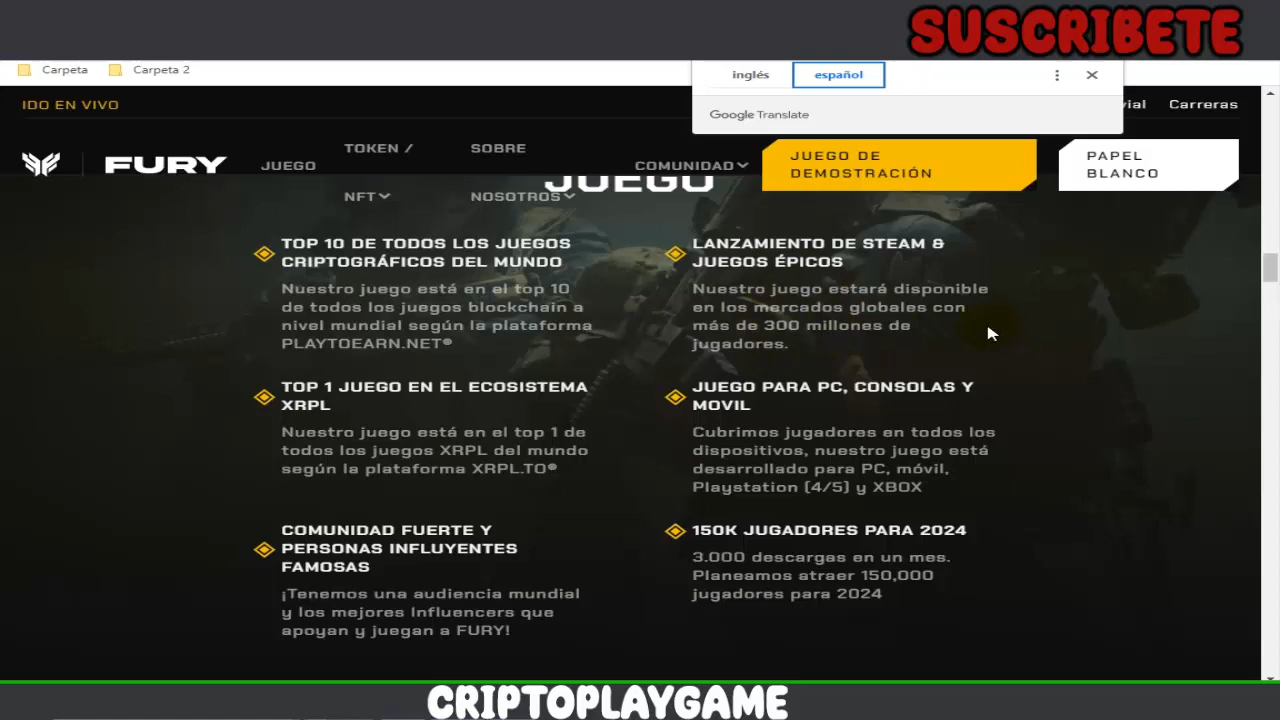 SUSCRIBETE
Carpeta
Carpeta 2
inglés
español
Google Translate
IDO EN VIVO
vial
Carreras
FURY
JUEGO
TOKEN /
NFT
SOBRE
NOSOTROS
COMUNIDAD
JUEGO DE
DEMOSTRACIÓN
PAPEL
BLANCO
JUEGO
TOP 10 DE TODOS LOS JUEGOS
CRIPTOGRÁFICOS DEL MUNDO
Nuestro juego está en el top 10
de todos los juegos blockchain a
nivel mundial según la plataforma
PLAYTOEARN.NET®
LANZAMIENTO DE STEAM &
JUEGOS ÉPICOS
Nuestro juego estará disponible
en los mercados globales con
más de 300 millones de
jugadores.
TOP 1 JUEGO EN EL ECOSISTEMA
XRPL
Nuestro juego está en el top 1 de
todos los juegos XRPL del mundo
según la plataforma XRPL.TO®
JUEGO PARA PC, CONSOLAS Y
MOVIL
Cubrimos jugadores en todos los
dispositivos, nuestro juego está
desarrollado para PC, móvil,
Playstation (4/5) y XBOX
COMUNIDAD FUERTE Y
PERSONAS INFLUYENTES
FAMOSAS
¡Tenemos una audiencia mundial
y los mejores Influencers que
apoyan y juegan a FURY!
150K JUGADORES PARA 2024
3.000 descargas en un mes.
Planeamos atraer 150,000
jugadores para 2024
CRIPTOPLAYGAME